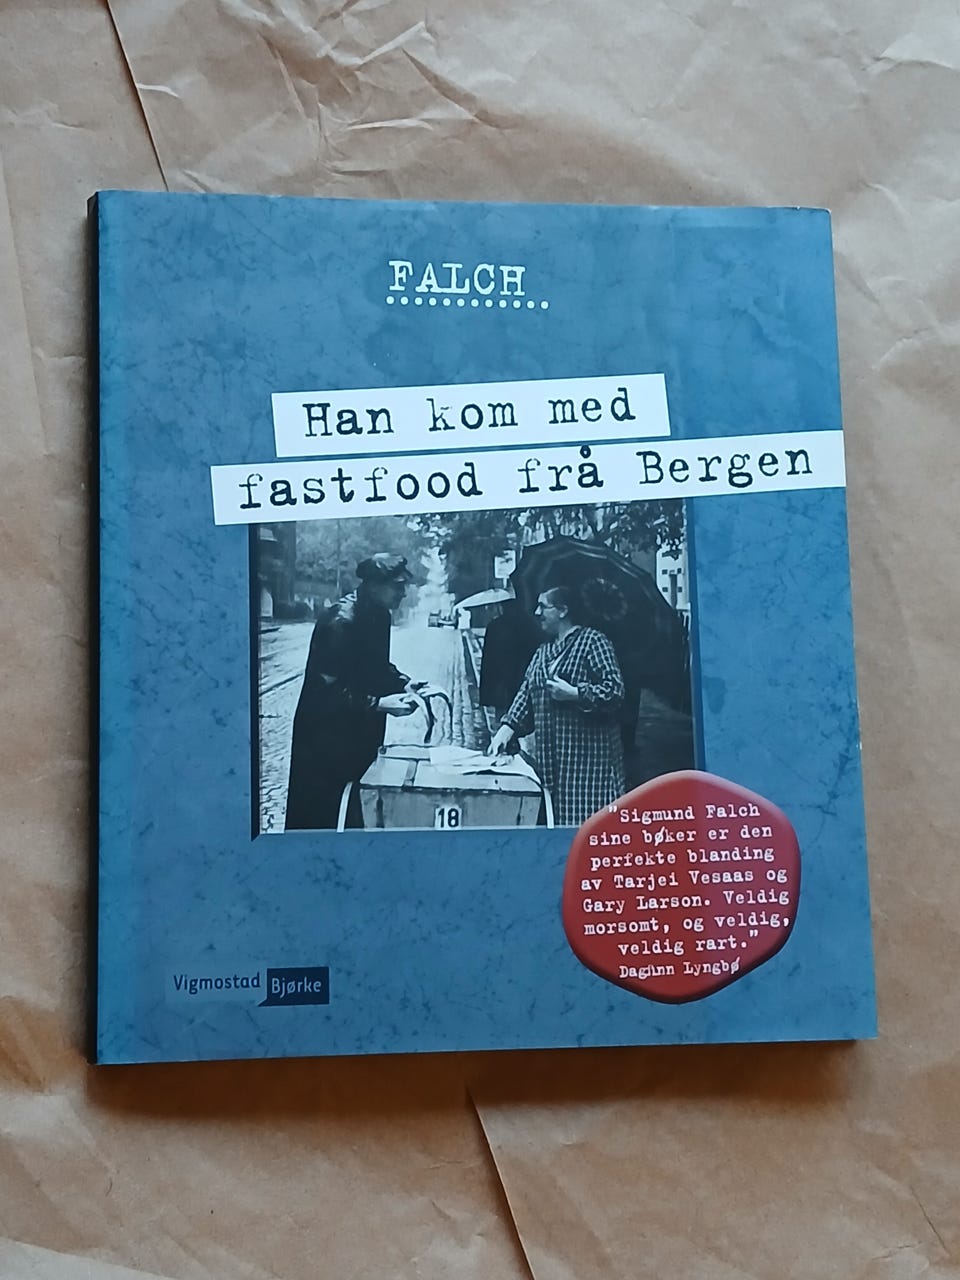 FALCH
Han kom med
fastfood frå Bergen
18
"Sigmund Falch
sine bøker er den
perfekte blanding
av Tarjei Vesaas og
Gary Larson. Veldig
morsomt, og veldig,
veldig rart."
Dagfinn Lyngbø
Vigmostad
Bjørke